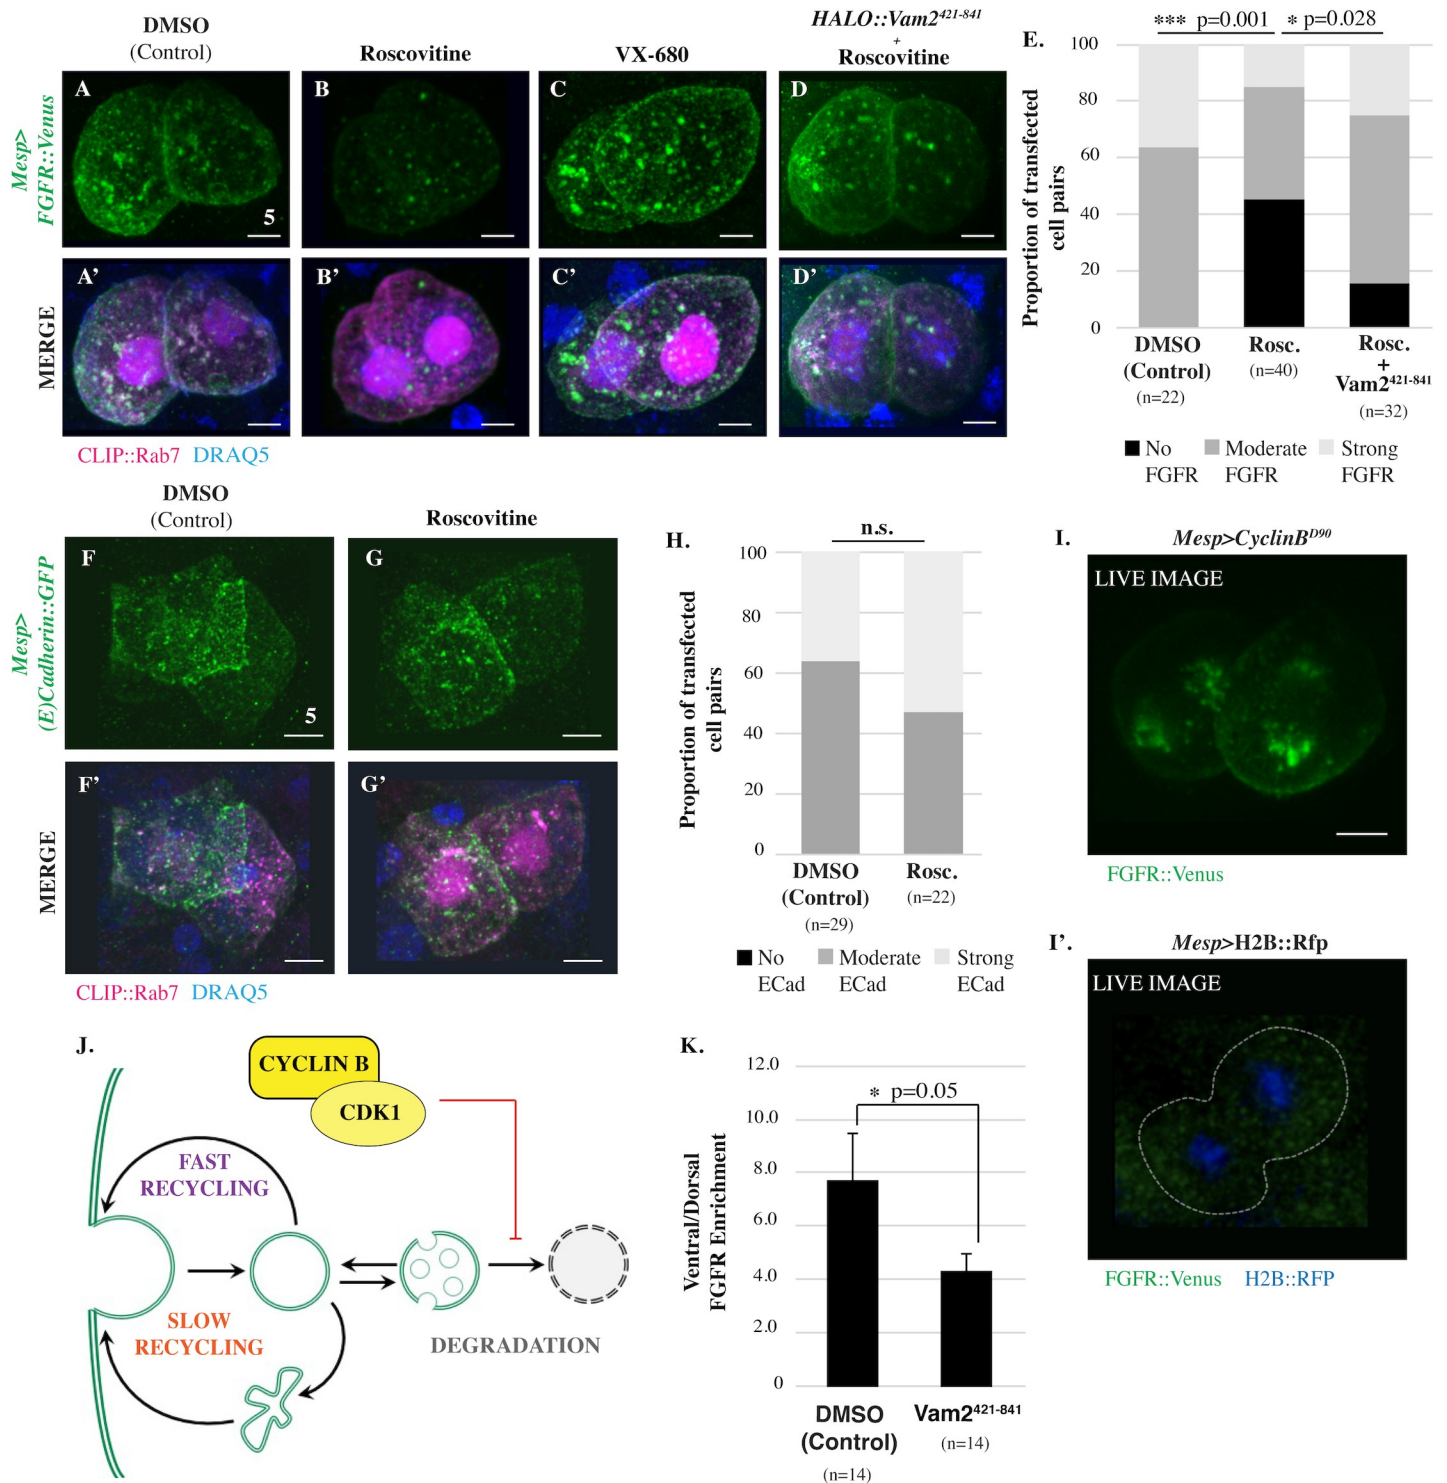 DMSO
(Control)
Roscovitine
VX-680
HALO::Vam2421-841
+
Roscovitine
Mesp>
FGFR::Venus
A
5
B
C
D
MERGE
A'
B'
C'
D'
CLIP::Rab7 DRAQ5
E.
*** p=0.001 * p=0.028
Proportion of transfected
cell pairs
100
80
60
40
20
0
DMSO
(Control)
(n=22)
Rosc.
(n=40)
Rosc.
+
Vam2421-841
(n=32)
No
FGFR
Moderate
FGFR
Strong
FGFR
DMSO
(Control)
Roscovitine
Mesp>
(E)Cadherin::GFP
F
5
G
MERGE
F'
G'
CLIP::Rab7 DRAQ5
H.
n.s.
Proportion of transfected
cell pairs
100
80
60
40
20
0
DMSO
(Control)
(n=29)
Rosc.
(n=22)
No
ECad
Moderate
ECad
Strong
ECad
I.
Mesp>CyclinBD90
LIVE IMAGE
FGFR::Venus
I'.
Mesp>H2B::Rfp
LIVE IMAGE
FGFR::Venus H2B::RFP
J.
CYCLIN B
CDK1
FAST
RECYCLING
SLOW
RECYCLING
DEGRADATION
K.
Ventral/Dorsal
FGFR Enrichment
12.0
10.0
8.0
6.0
4.0
2.0
0
* p=0.05
DMSO
(Control)
(n=14)
Vam2421-841
(n=14)